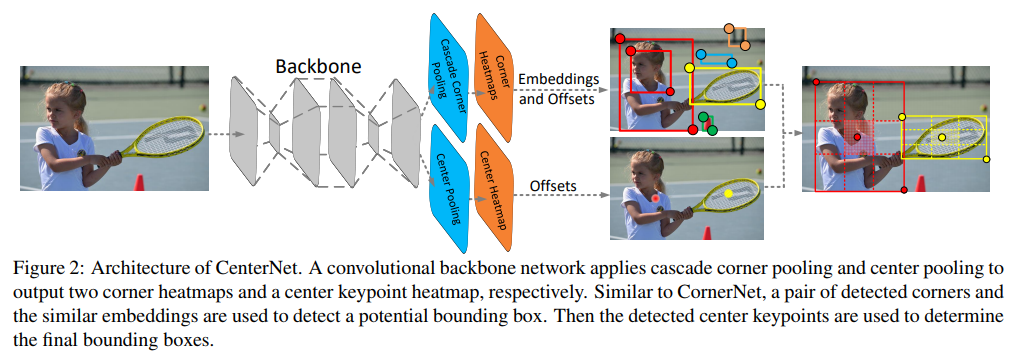 Backbone
Cascade Corner
Pooling
Corner
Heatmaps
Embeddings
and Offsets
Center Pooling
Center Heatmap
Offsets
Figure 2: Architecture of CenterNet. A convolutional backbone network applies cascade corner pooling and center pooling to
output two corner heatmaps and a center keypoint heatmap, respectively. Similar to CornerNet, a pair of detected corners and
the similar embeddings are used to detect a potential bounding box. Then the detected center keypoints are used to determine
the final bounding boxes.